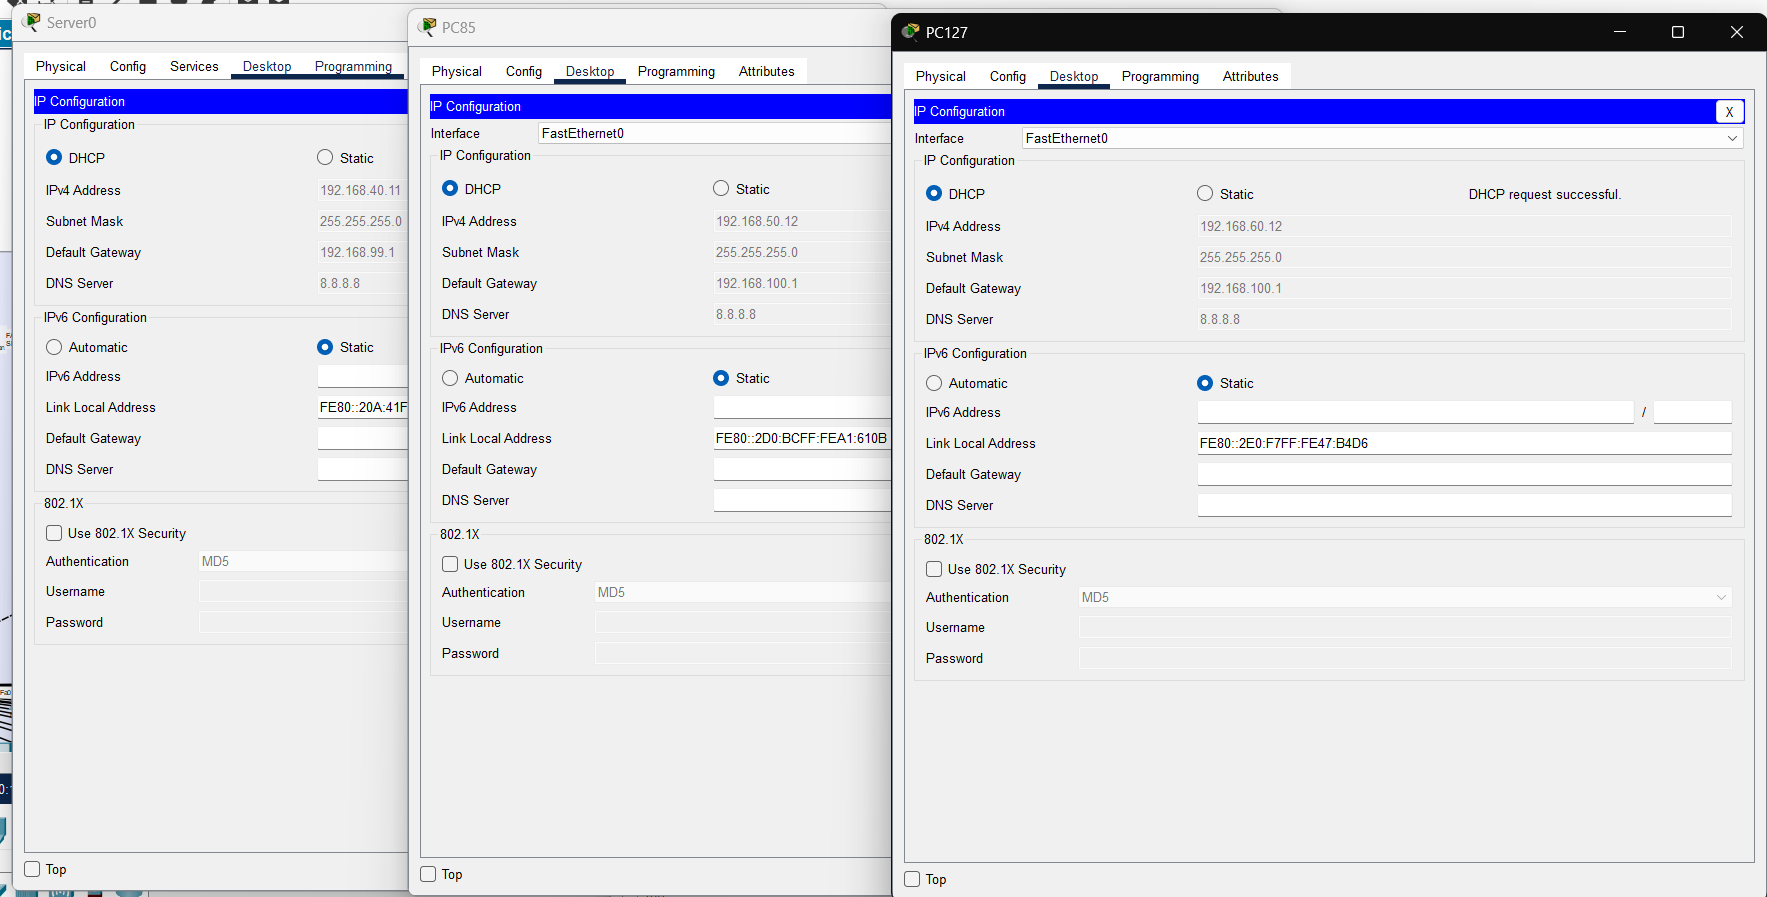 Server0
Physical Config Services Desktop Programming
IP Configuration
IP Configuration
DHCP Static
IPv4 Address 192.168.40.11
Subnet Mask 255.255.255.0
Default Gateway 192.168.99.1
DNS Server 8.8.8.8
IPv6 Configuration
Automatic Static
IPv6 Address
Link Local Address FE80::20A:41F
Default Gateway
DNS Server
802.1X
Use 802.1X Security
Authentication MD5
Username
Password
Top
PC85
Physical Config Desktop Programming Attributes
IP Configuration
Interface FastEthernet0
IP Configuration
DHCP Static
IPv4 Address 192.168.50.12
Subnet Mask 255.255.255.0
Default Gateway 192.168.100.1
DNS Server 8.8.8.8
IPv6 Configuration
Automatic Static
IPv6 Address
Link Local Address FE80::2D0:BCFF:FEA1:610B
Default Gateway
DNS Server
802.1X
Use 802.1X Security
Authentication MD5
Username
Password
Top
PC127
Physical Config Desktop Programming Attributes
IP Configuration X
Interface FastEthernet0
IP Configuration
DHCP Static DHCP request successful.
IPv4 Address 192.168.60.12
Subnet Mask 255.255.255.0
Default Gateway 192.168.100.1
DNS Server 8.8.8.8
IPv6 Configuration
Automatic Static
IPv6 Address /
Link Local Address FE80::2E0:F7FF:FE47:B4D6
Default Gateway
DNS Server
802.1X
Use 802.1X Security
Authentication MD5
Username
Password
Top